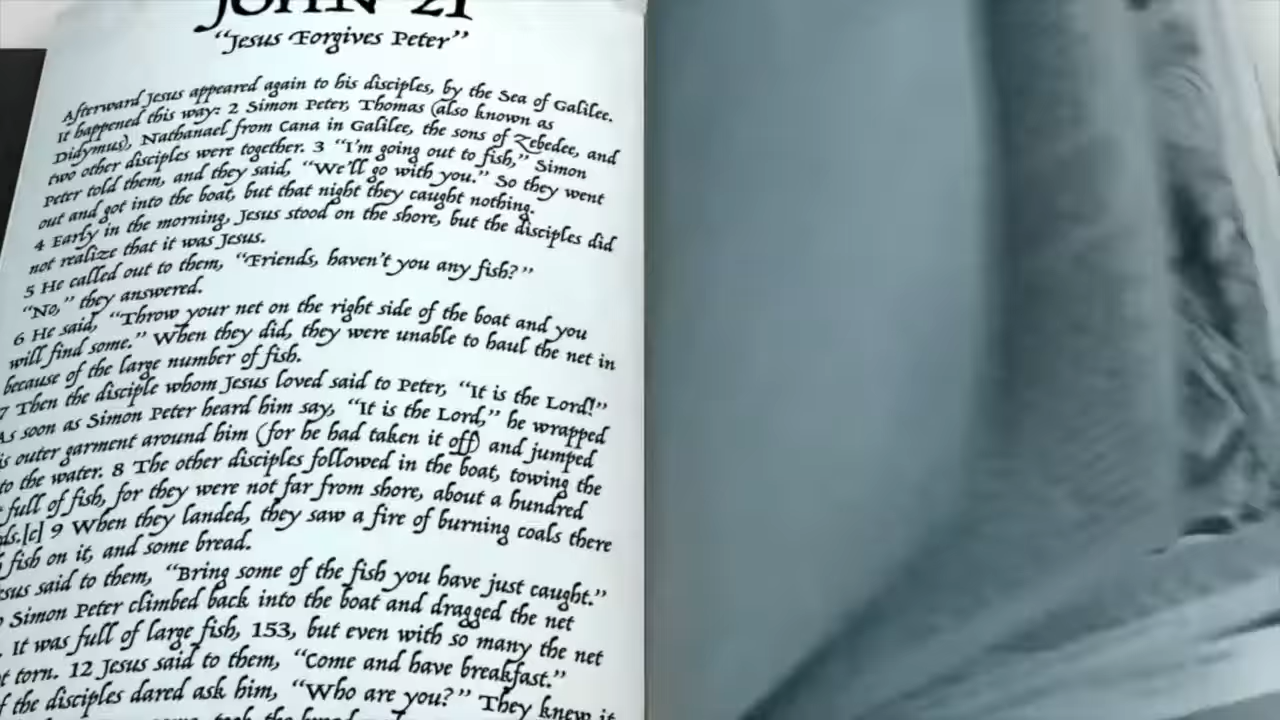 JOHN 21
"Jesus Forgives Peter"
Afterward Jesus appeared again to his disciples, by the Sea of Galilee.
It happened this way: 2 Simon Peter, Thomas (also known as
Didymus), Nathanael from Cana in Galilee, the sons of Zebedee, and
two other disciples were together. 3 "I'm going out to fish," Simon
Peter told them, and they said, "We'll go with you." So they went
out and got into the boat, but that night they caught nothing.
4 Early in the morning, Jesus stood on the shore, but the disciples did
not realize that it was Jesus.
5 He called out to them, "Friends, haven't you any fish?"
"No," they answered.
6 He said, "Throw your net on the right side of the boat and you
will find some." When they did, they were unable to haul the net in
because of the large number of fish.
7 Then the disciple whom Jesus loved said to Peter, "It is the Lord!"
As soon as Simon Peter heard him say, "It is the Lord," he wrapped
is outer garment around him (for he had taken it off) and jumped
to the water. 8 The other disciples followed in the boat, towing the
full of fish, for they were not far from shore, about a hundred
ds.[c] 9 When they landed, they saw a fire of burning coals there
fish on it, and some bread.
esus said to them, "Bring some of the fish you have just caught."
Simon Peter climbed back into the boat and dragged the net
. It was full of large fish, 153, but even with so many the net
t torn. 12 Jesus said to them, "Come and have breakfast."
f the disciples dared ask him, "Who are you?" They knew it